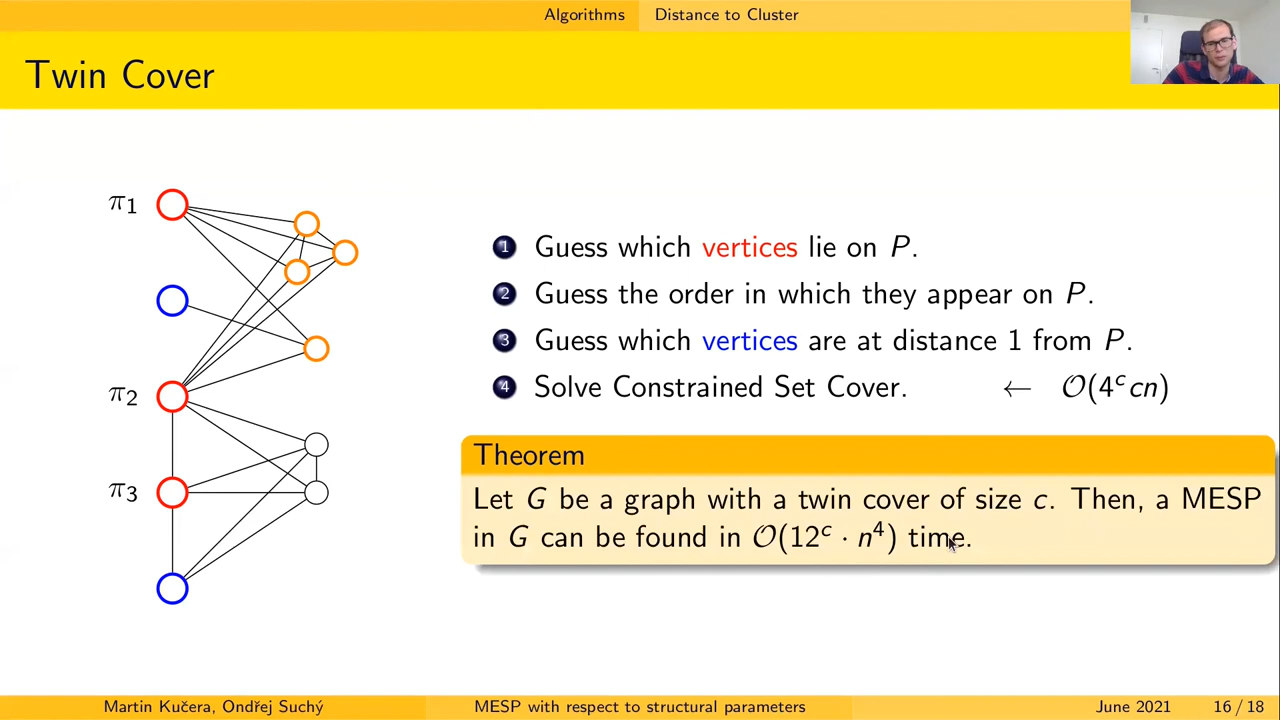 Algorithms Distance to Cluster
Twin Cover
π1
π2
π3
1 Guess which vertices lie on P.
2 Guess the order in which they appear on P.
3 Guess which vertices are at distance 1 from P.
4 Solve Constrained Set Cover. ← O(4^c cn)
Theorem
Let G be a graph with a twin cover of size c. Then, a MESP
in G can be found in O(12^c · n^4) time.
Martin Kučera, Ondřej Suchý MESP with respect to structural parameters June 2021 16 / 18